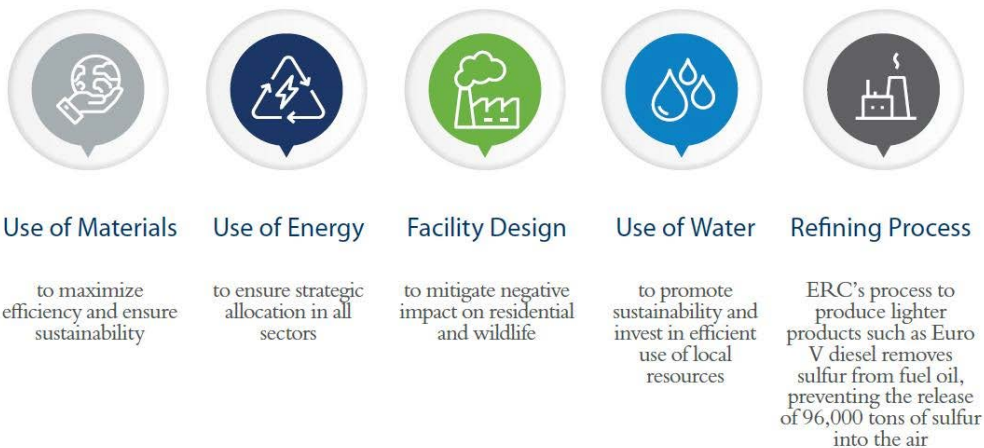 Use of Materials
to maximize
efficiency and ensure
sustainability
Use of Energy
to ensure strategic
allocation in all
sectors
Facility Design
to mitigate negative
impact on residential
and wildlife
Use of Water
to promote
sustainability and
invest in efficient
use of local
resources
Refining Process
ERC’s process to
produce lighter
products such as Euro
V diesel removes
sulfur from fuel oil,
preventing the release
of 96,000 tons of sulfur
into the air